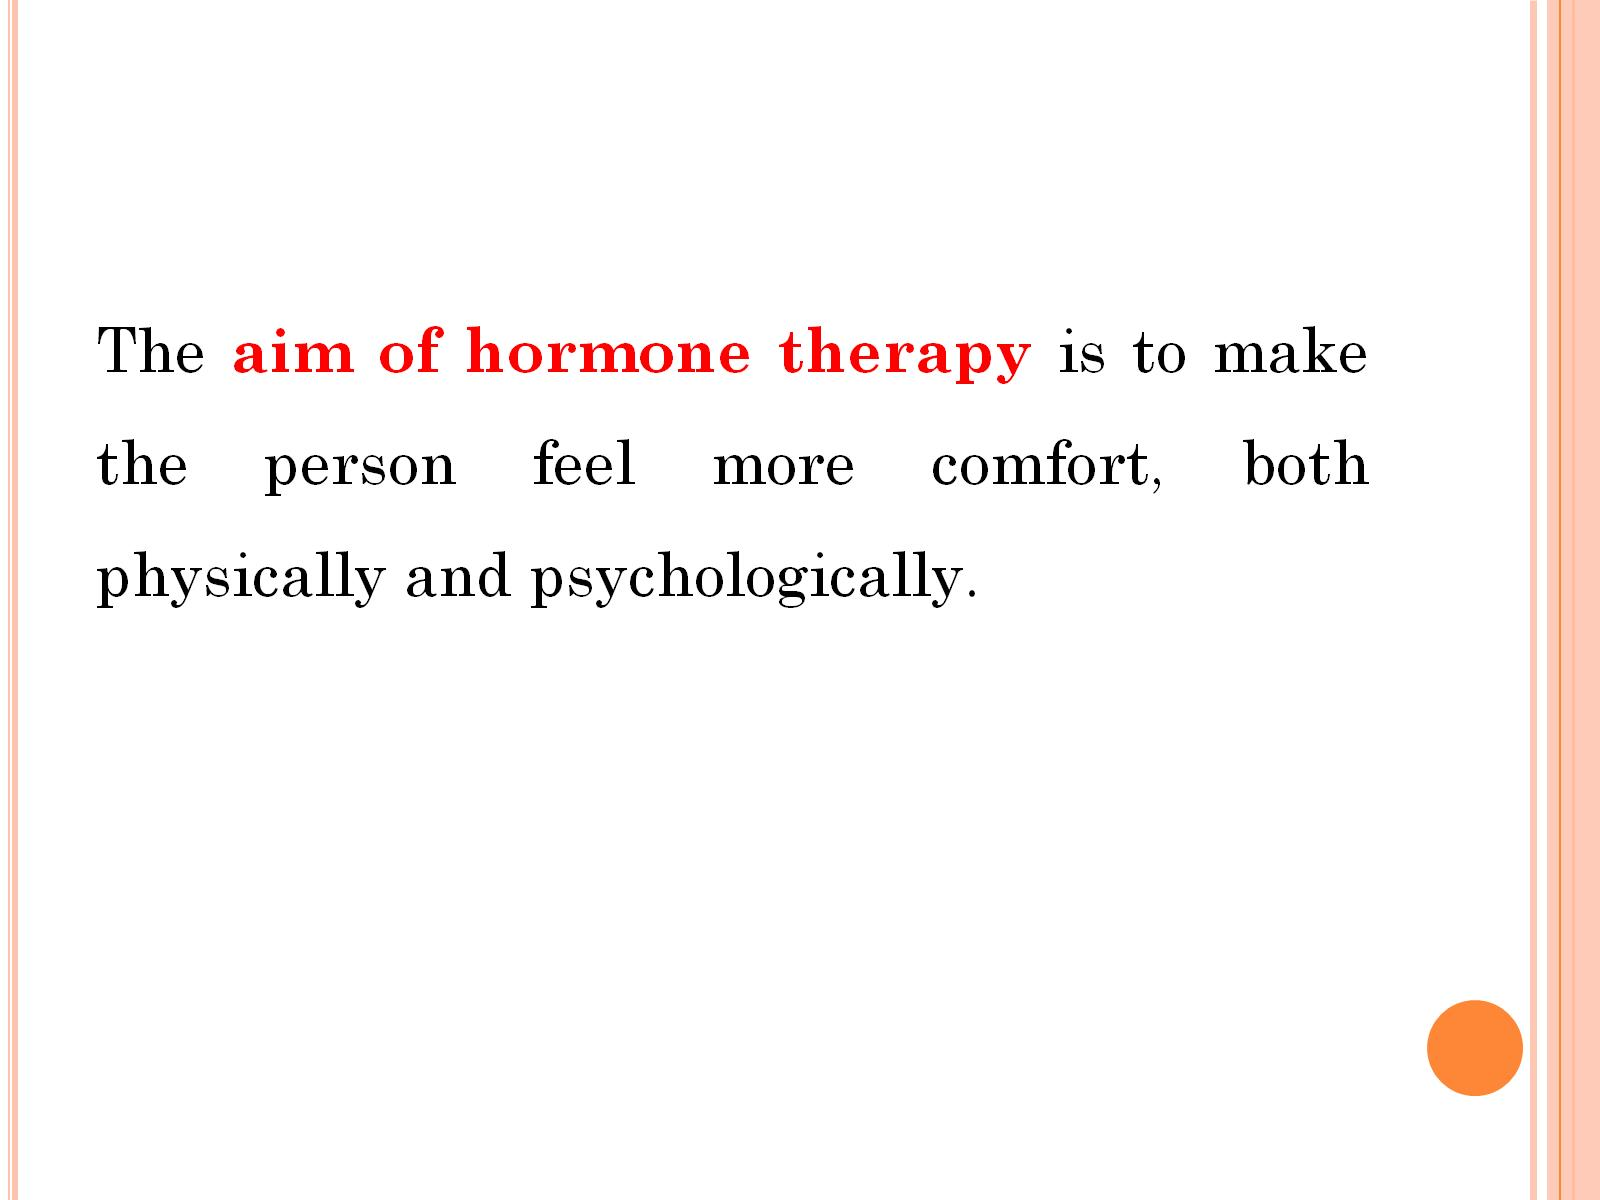 The aim of hormone therapy is to make
the person feel more comfort, both
physically and psychologically.